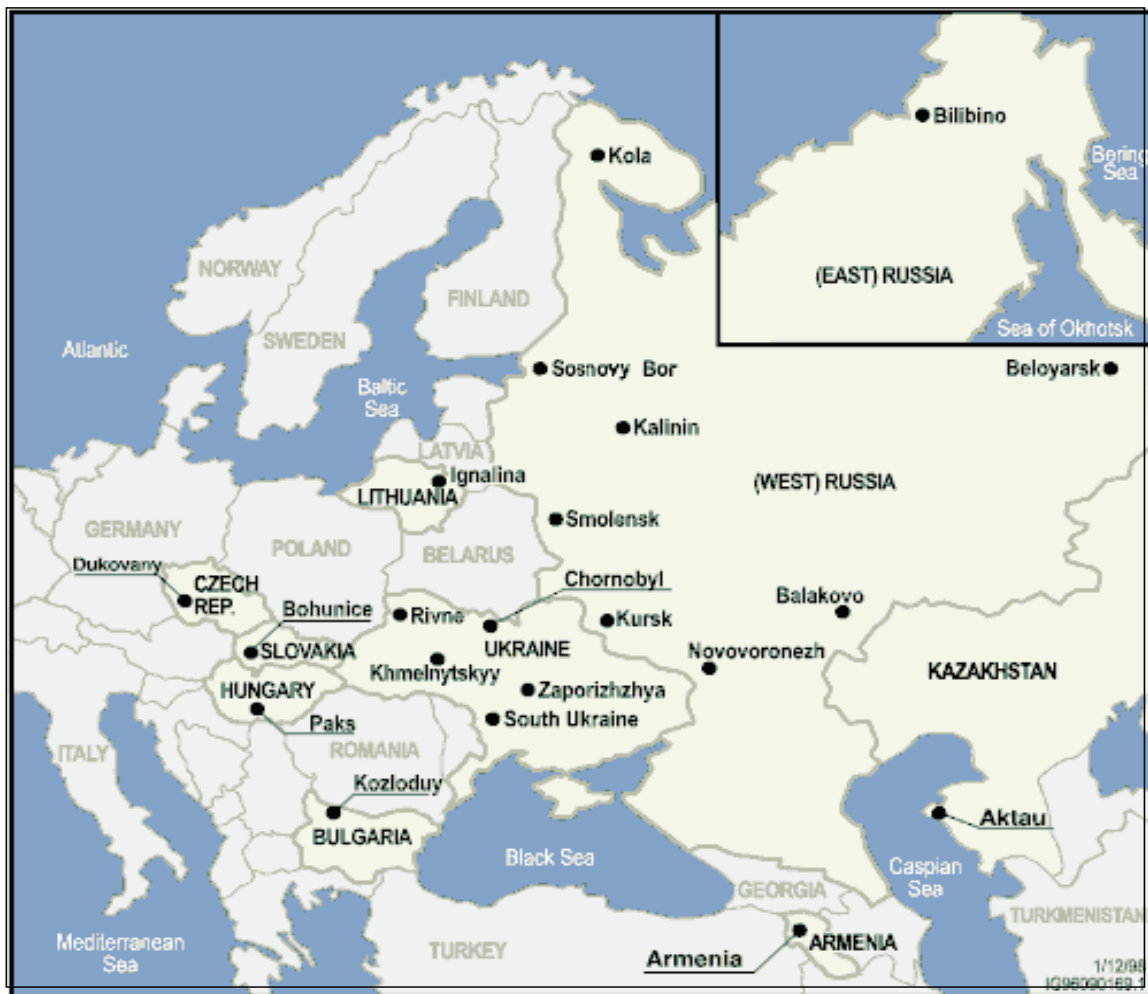 Bilibino
Kola
Bering
Sea
NORWAY
FINLAND
(EAST) RUSSIA
SWEDEN
Sea of Okhotsk
Atlantic
Sosnovy Bor
Beloyarsk
Baltic
Sea
Kalinin
LATVIA
Ignalina
(WEST) RUSSIA
LITHUANIA
Smolensk
GERMANY
POLAND
BELARUS
Dukovany
Chornobyl
CZECH
REP.
Bohunice
Balakovo
Rivne
Kursk
SLOVAKIA
UKRAINE
Novovoronezh
Khmelnytskyy
KAZAKHSTAN
HUNGARY
Zaporizhzhya
South Ukraine
Paks
ITALY
ROMANIA
Kozloduy
Aktau
BULGARIA
Black Sea
Caspian
Sea
GEORGIA
TURKMENISTAN
Mediterranean
Sea
TURKEY
ARMENIA
Armenia
1/12/98
IG98090169.1